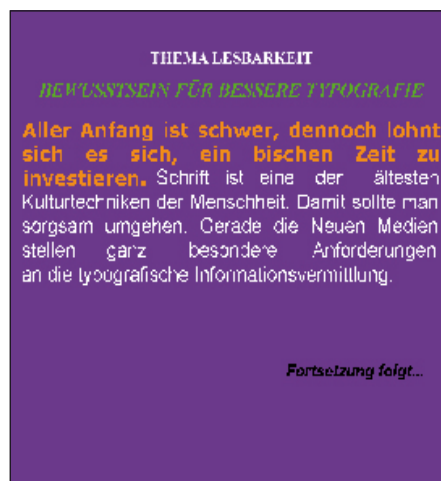 THEMA LESBARKEIT
BEWUSSTSEIN FÜR BESSERE TYPOGRAFIE
Aller Anfang ist schwer, dennoch lohnt
sich es sich, ein bischen Zeit zu
investieren. Schrift ist eine der ältesten
Kulturtechniken der Menschheit. Damit sollte man
sorgsam umgehen. Gerade die Neuen Medien
stellen ganz besondere Anforderungen
an die typografische Informationsvermittlung.
Fortsetzung folgt...